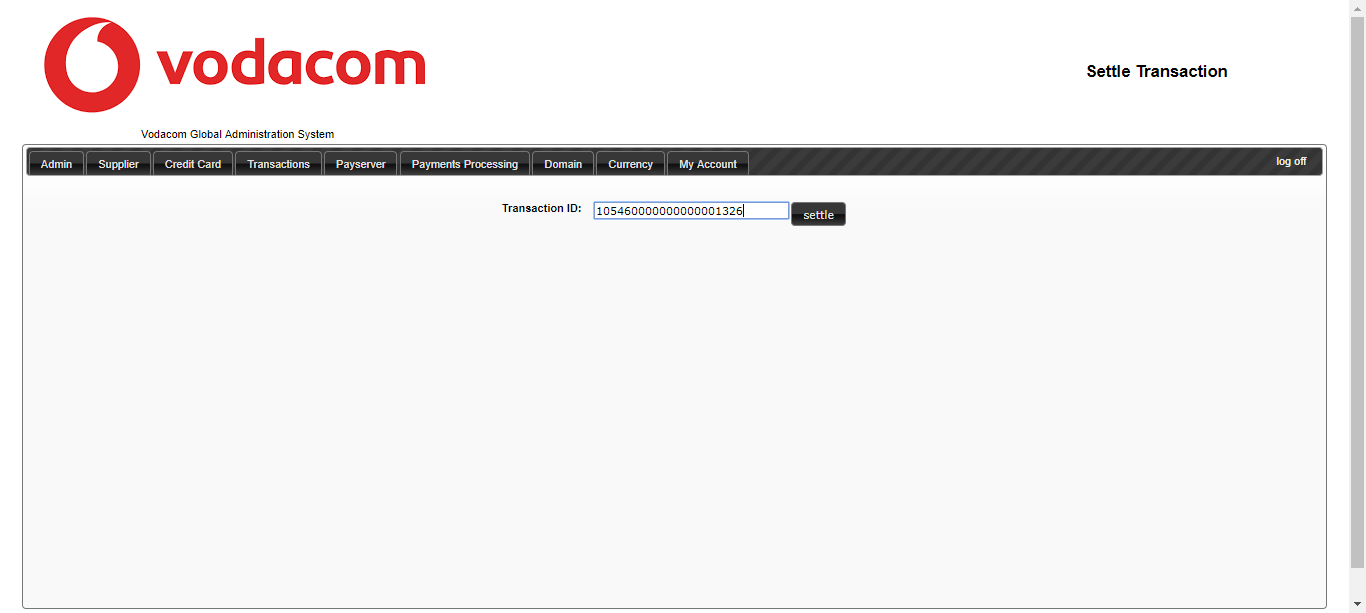 vodacom
Settle Transaction
Vodacom Global Administration System
Admin Supplier Credit Card Transactions Payserver Payments Processing Domain Currency My Account log off
Transaction ID: 105460000000000001326 settle